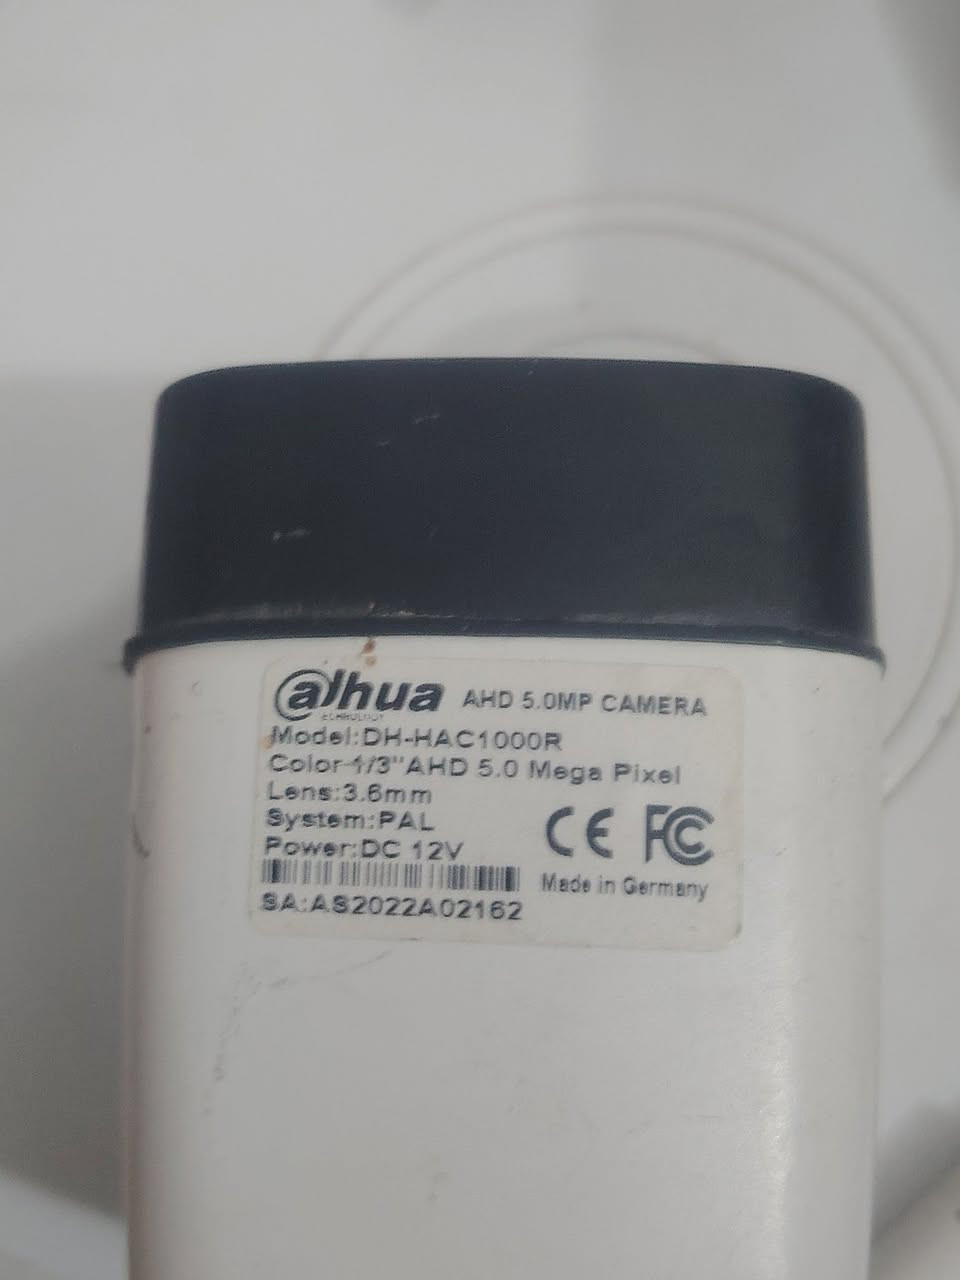 alhua AHD 5.0MP CAMERA
TECHNOLOGY
Model:DH-HAC1000R
Color 1/3"AHD 5.0 Mega Pixel
Lens:3.6mm
System:PAL
Power:DC 12V
CE FC
Made in Germany
SA:AS2022A02162